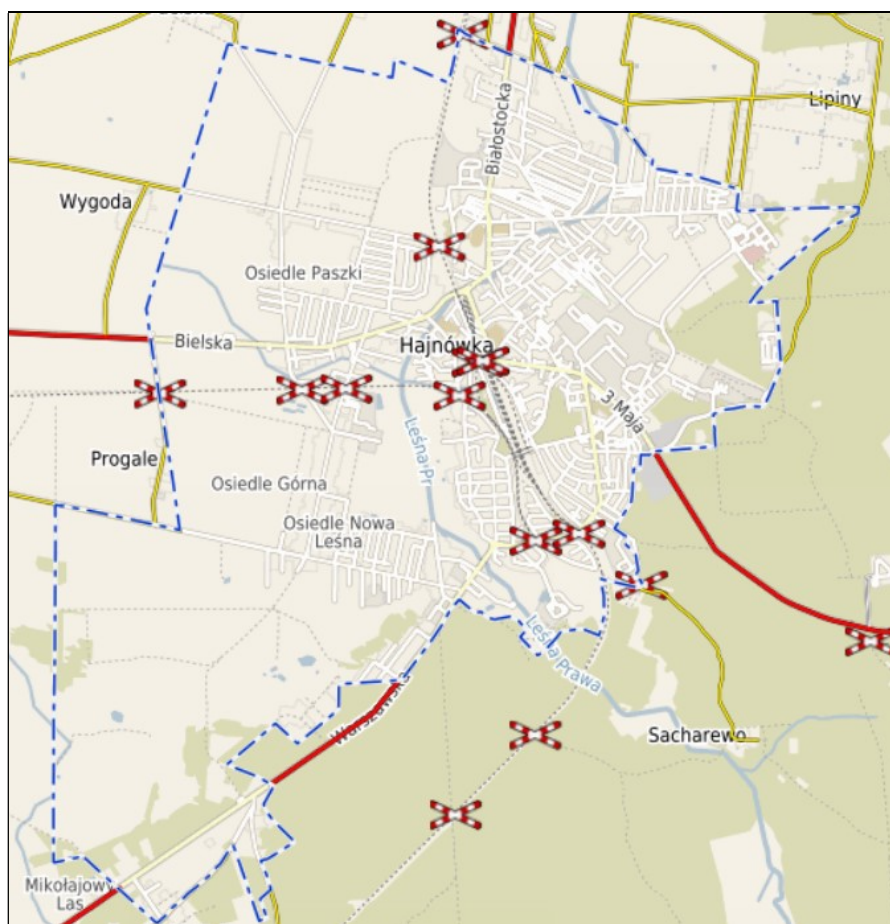 Lipiny
Białostocka
Wygoda
Osiedle Paszki
Bielska
Hajnówka
3 Maja
Leśna Pr
Progale
Osiedle Górna
Osiedle Nowa
Leśna
Leśna Prawa
Warszawska
Sacharewo
Mikołajowy
Las